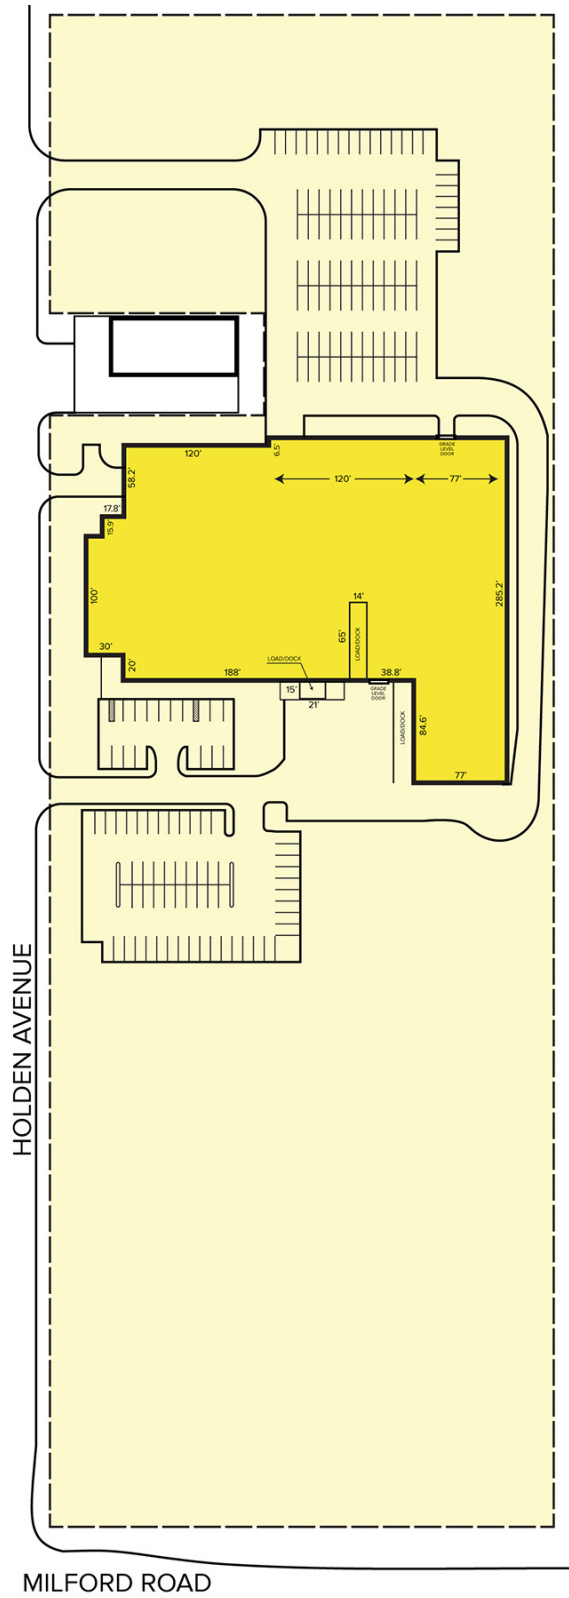 GRADE
LEVEL
DOOR
120'
6.5'
58.2'
120'
77'
17.8'
15.9'
100'
285.2'
14'
65'
LOAD/DOCK
30'
20'
LOAD/DOCK
188'
38.8'
15'
21'
GRADE
LEVEL
DOOR
LOAD/DOCK
84.6'
77'
HOLDEN AVENUE
MILFORD ROAD